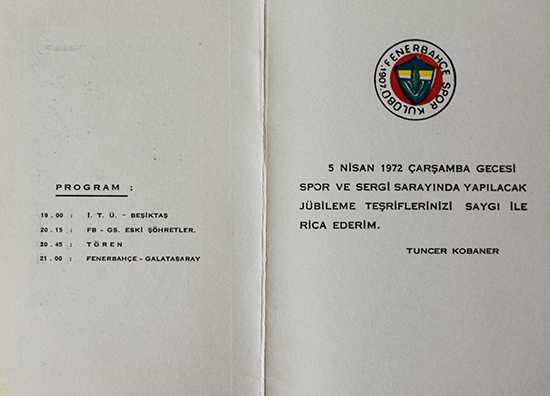 PROGRAM :
19.00 : İ. T. Ü. - BEŞİKTAŞ
20.15 : FB - GS. ESKİ ŞÖHRETLER.
20.45 : TÖREN
21.00 : FENERBAHÇE - GALATASARAY
FENERBAHÇE SPOR KULÜBÜ
.1907.
5 NİSAN 1972 ÇARŞAMBA GECESİ
SPOR VE SERGİ SARAYINDA YAPILACAK
JÜBİLEME TEŞRİFLERİNİZİ SAYGI İLE
RİCA EDERİM.
TUNCER KOBANER